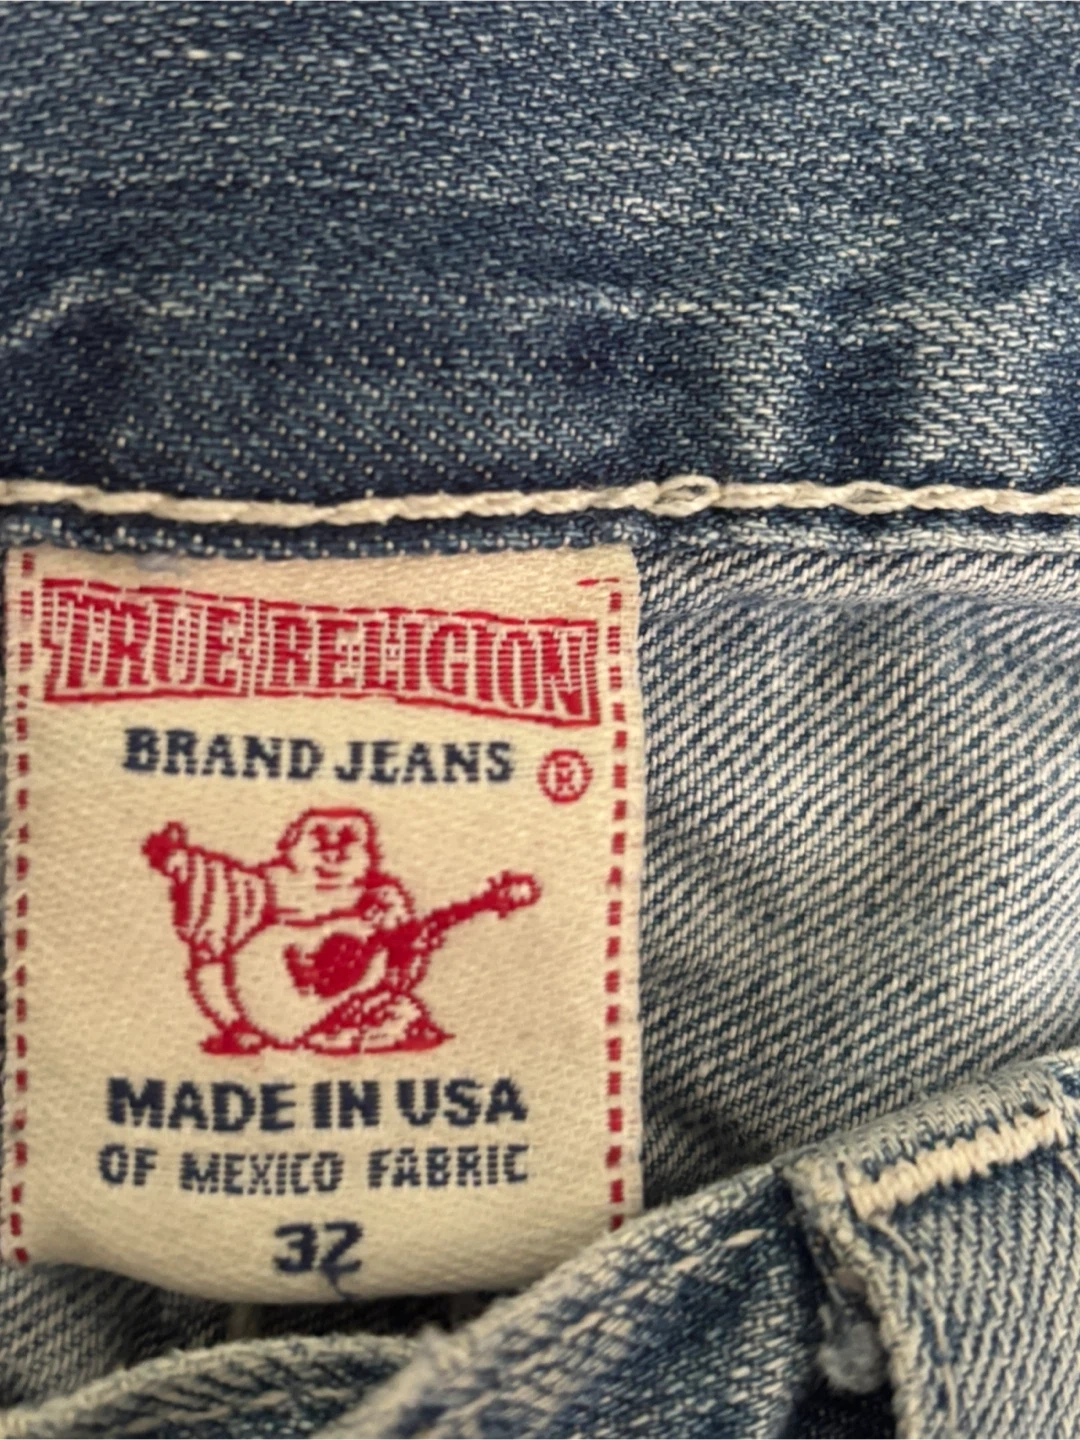 TRUE RELIGION
BRAND JEANS
®
MADE IN USA
OF MEXICO FABRIC
32